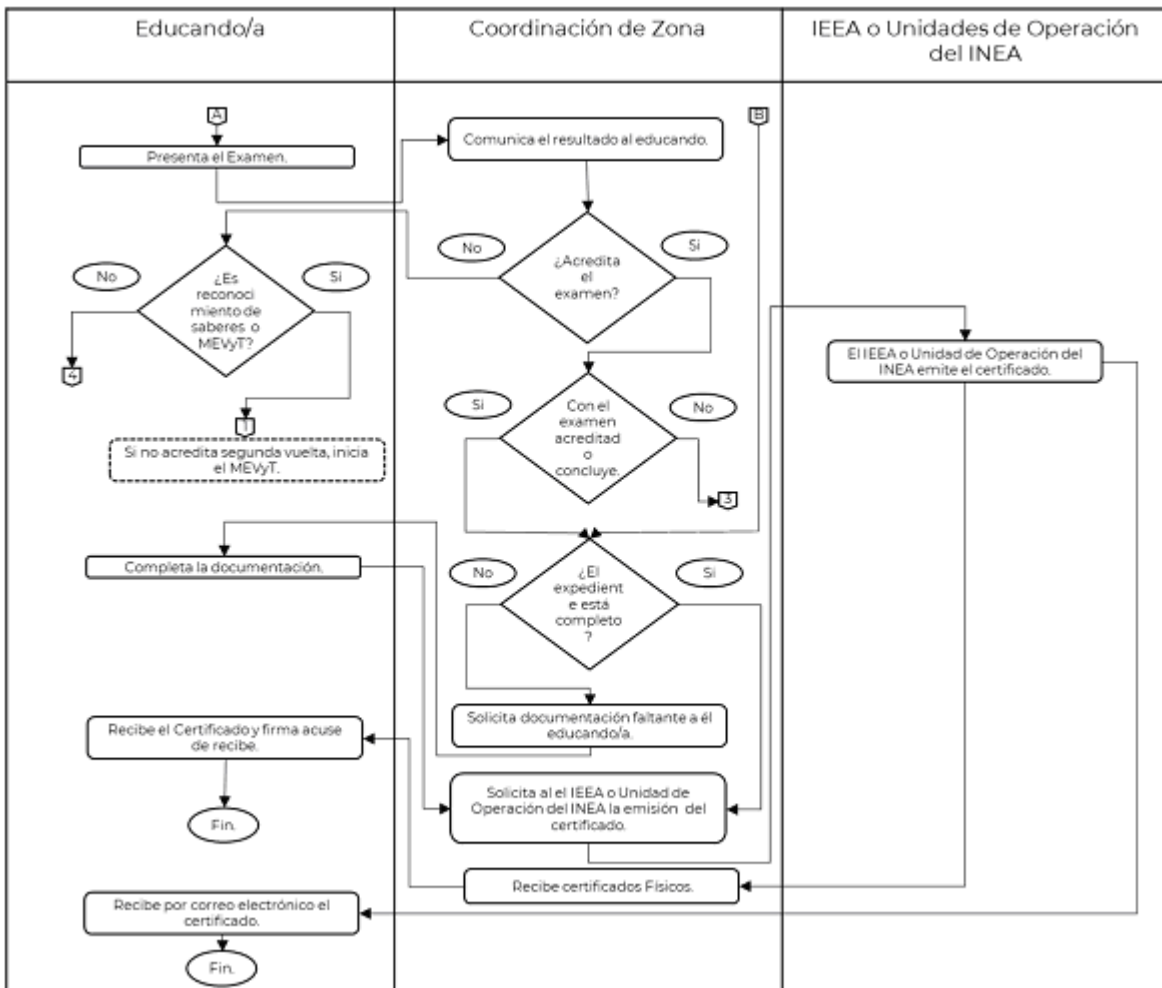 Educando/a
Coordinación de Zona
IEEA o Unidades de Operación
del INEA
A
B
Presenta el Examen.
Comunica el resultado al educando.
No
¿Es
reconoci
miento de
saberes o
MEVyT?
Si
4
1
Si no acredita segunda vuelta, inicia
el MEVyT.
No
¿Acredita
el
examen?
Si
El IEEA o Unidad de Operación del
INEA emite el certificado.
Si
Con el
examen
acreditad
o
concluye.
No
3
Completa la documentación.
No
¿El
expedient
e está
completo
?
Si
Solicita documentación faltante a él
educando/a.
Recibe el Certificado y firma acuse
de recibe.
Fin.
Solicita al el IEEA o Unidad de
Operación del INEA la emisión del
certificado.
Recibe certificados Físicos.
Recibe por correo electrónico el
certificado.
Fin.